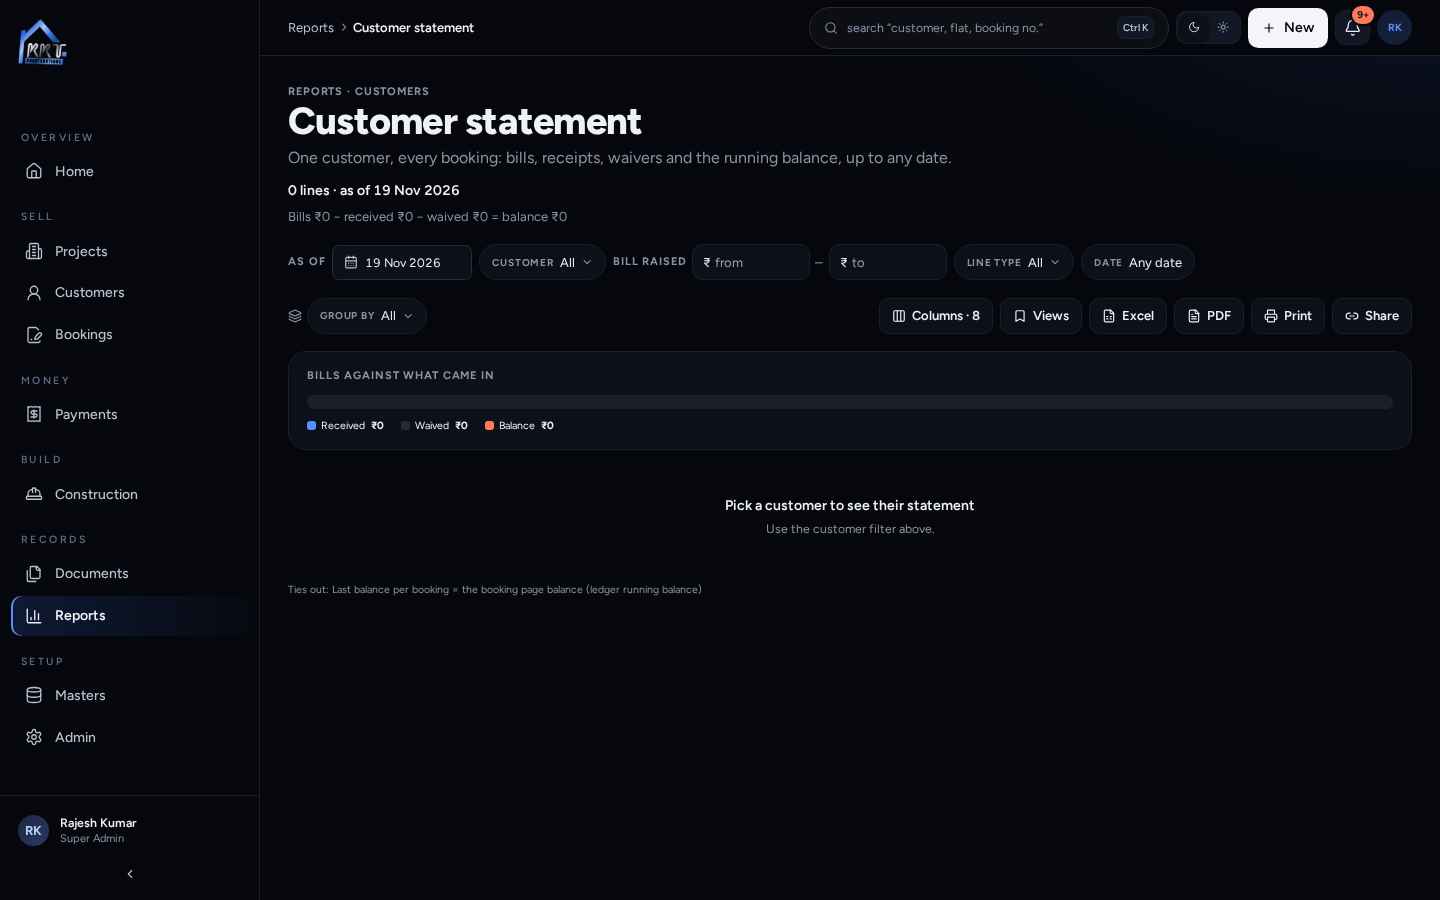 Reports > Customer statement
search “customer, flat, booking no.”
Ctrl K
New
9+
RK
OVERVIEW
Home
SELL
Projects
Customers
Bookings
MONEY
Payments
BUILD
Construction
RECORDS
Documents
Reports
SETUP
Masters
Admin
RK
Rajesh Kumar
Super Admin
REPORTS · CUSTOMERS
Customer statement
One customer, every booking: bills, receipts, waivers and the running balance, up to any date.
0 lines · as of 19 Nov 2026
Bills ₹0 − received ₹0 − waived ₹0 = balance ₹0
AS OF 19 Nov 2026 CUSTOMER All BILL RAISED ₹ from – ₹ to LINE TYPE All DATE Any date
GROUP BY All Columns · 8 Views Excel PDF Print Share
BILLS AGAINST WHAT CAME IN
Received ₹0 Waived ₹0 Balance ₹0
Pick a customer to see their statement
Use the customer filter above.
Ties out: Last balance per booking = the booking page balance (ledger running balance)